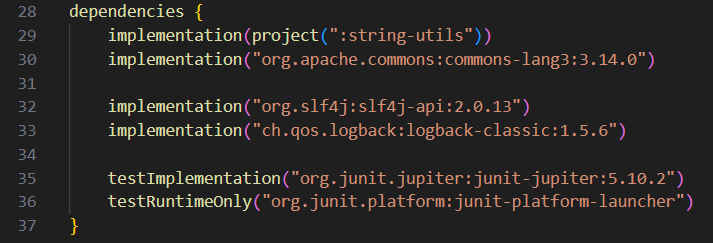 28 dependencies {
29     implementation(project(":string-utils"))
30     implementation("org.apache.commons:commons-lang3:3.14.0")
31
32     implementation("org.slf4j:slf4j-api:2.0.13")
33     implementation("ch.qos.logback:logback-classic:1.5.6")
34
35     testImplementation("org.junit.jupiter:junit-jupiter:5.10.2")
36     testRuntimeOnly("org.junit.platform:junit-platform-launcher")
37 }